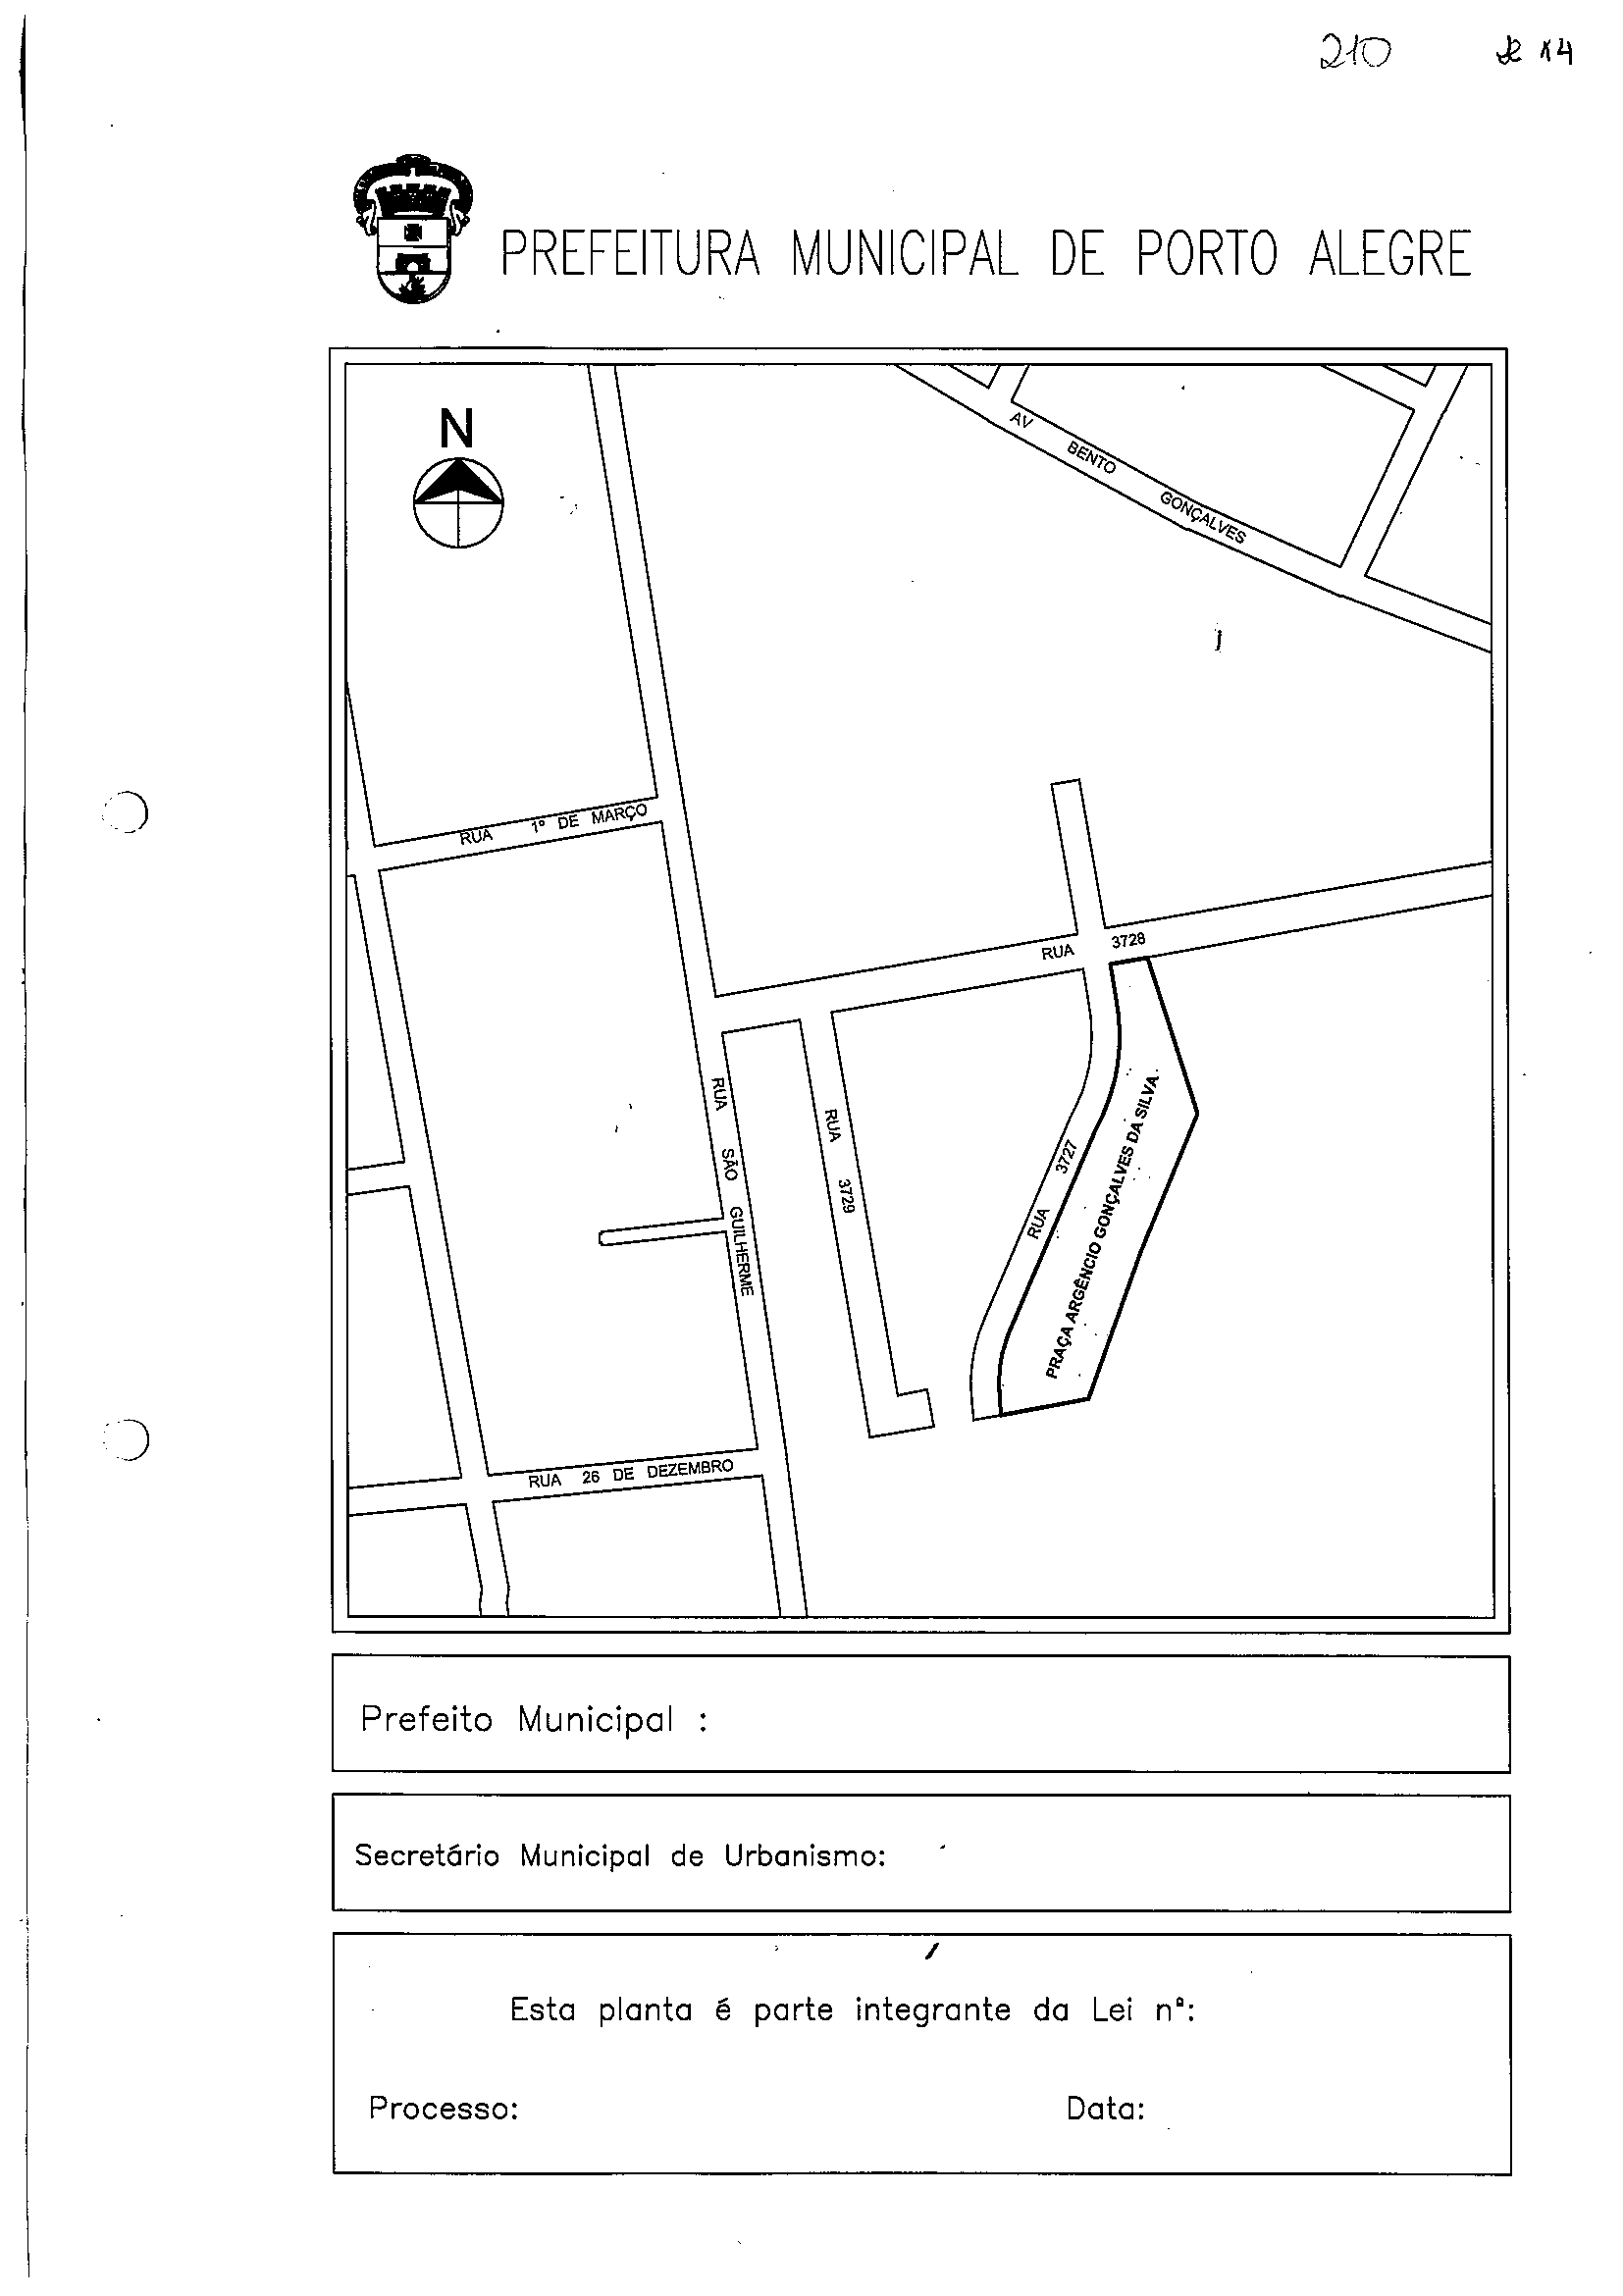 210
14
PREFEITURA MUNICIPAL DE PORTO ALEGRE
N
AV BENTO GONÇALVES
RUA 1º DE MARÇO
RUA 3728
RUA SÃO GUILHERME
RUA 3729
RUA 3727
PRAÇA ARGÊNCIO GONÇALVES DA SILVA
RUA 26 DE DEZEMBRO
Prefeito Municipal :
Secretário Municipal de Urbanismo:
Esta planta é parte integrante da Lei nº:
Processo: Data: